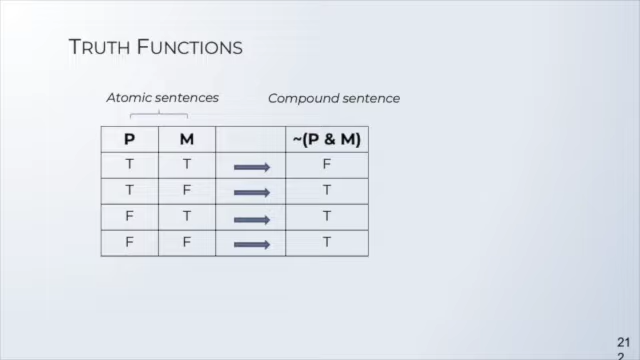 TRUTH FUNCTIONS
Atomic sentences Compound sentence
P M ~(P & M)
T T F
T F T
F T T
F F T
21
2